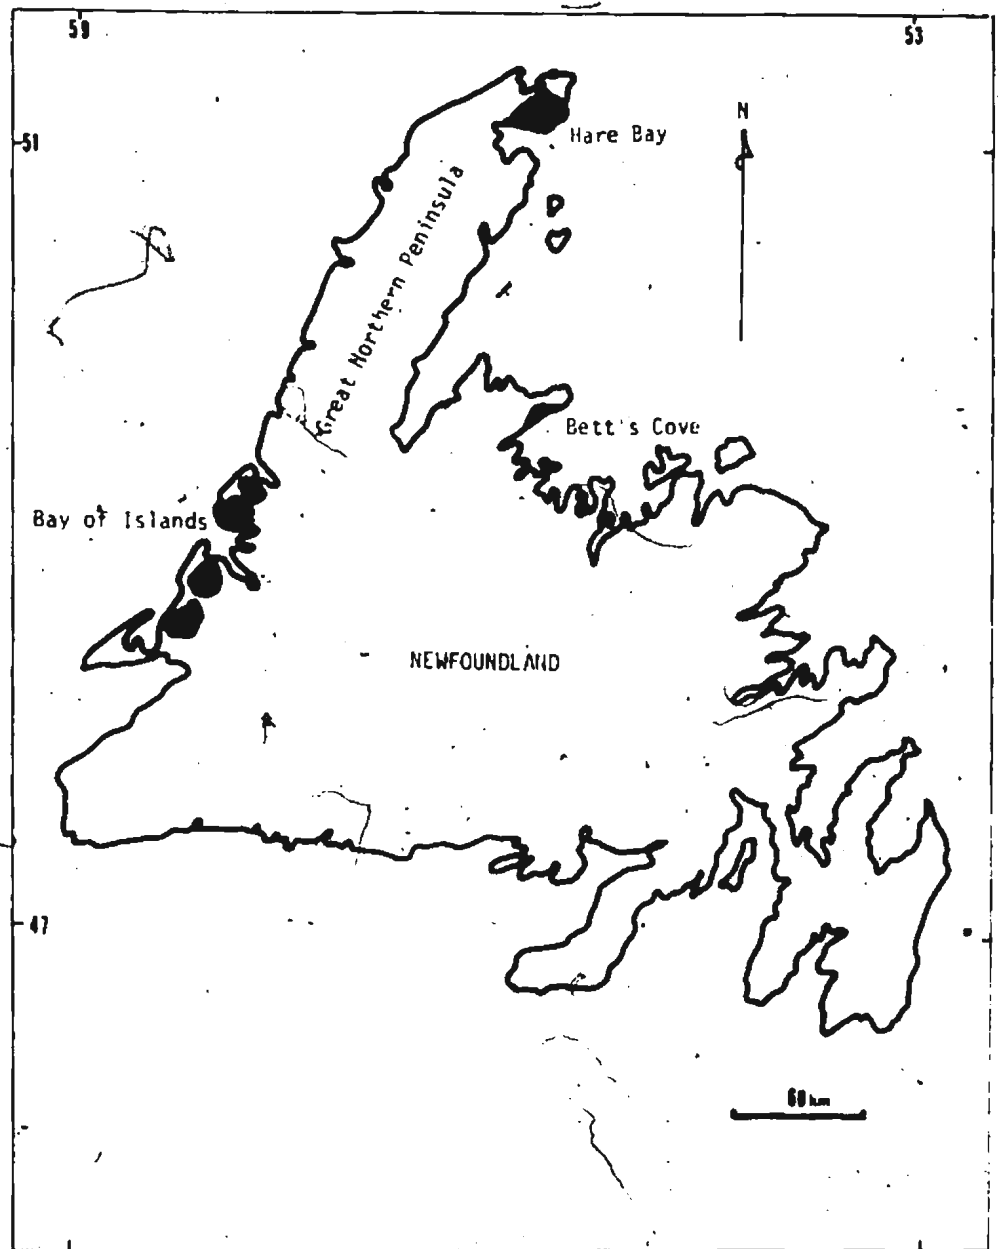 59
53
N
51
Hare Bay
Great Northern Peninsula
Bett's Cove
Bay of Islands
NEWFOUNDLAND
47
60 km